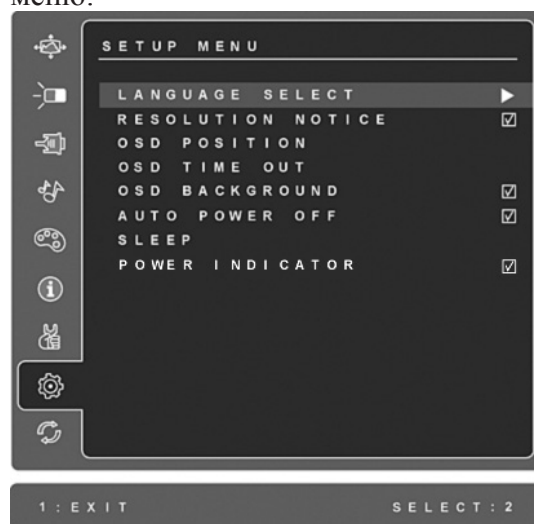 меню.
SETUP MENU
LANGUAGE SELECT
RESOLUTION NOTICE
OSD POSITION
OSD TIME OUT
OSD BACKGROUND
AUTO POWER OFF
SLEEP
POWER INDICATOR
1:EXIT SELECT:2